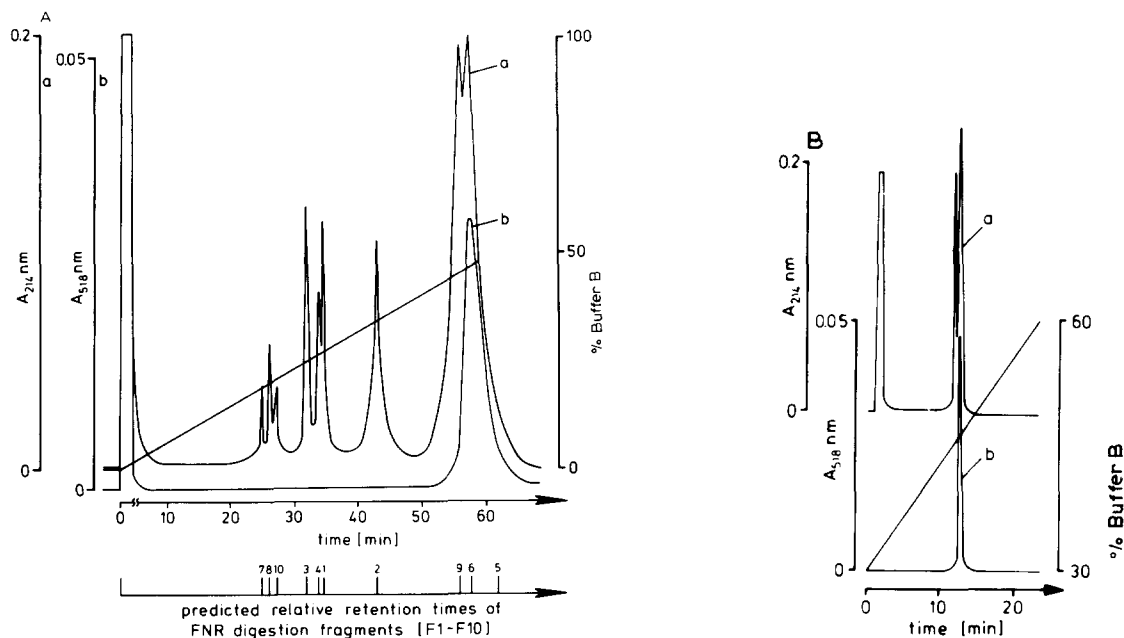 A
0.2
a
0.05
b
100
50
0
% Buffer B
A₂₁₄ nm
A₅₁₈ nm
0
0
a
b
0 10 20 30 40 50 60
time [min]
7 8 10 3 4 1 2 9 6 5
predicted relative retention times of
FNR digestion fragments [F1-F10]
B
0.2
A₂₁₄ nm
0
a
0.05
A₅₁₈ nm
0
b
60
30
% Buffer B
0 10 20
time [min]